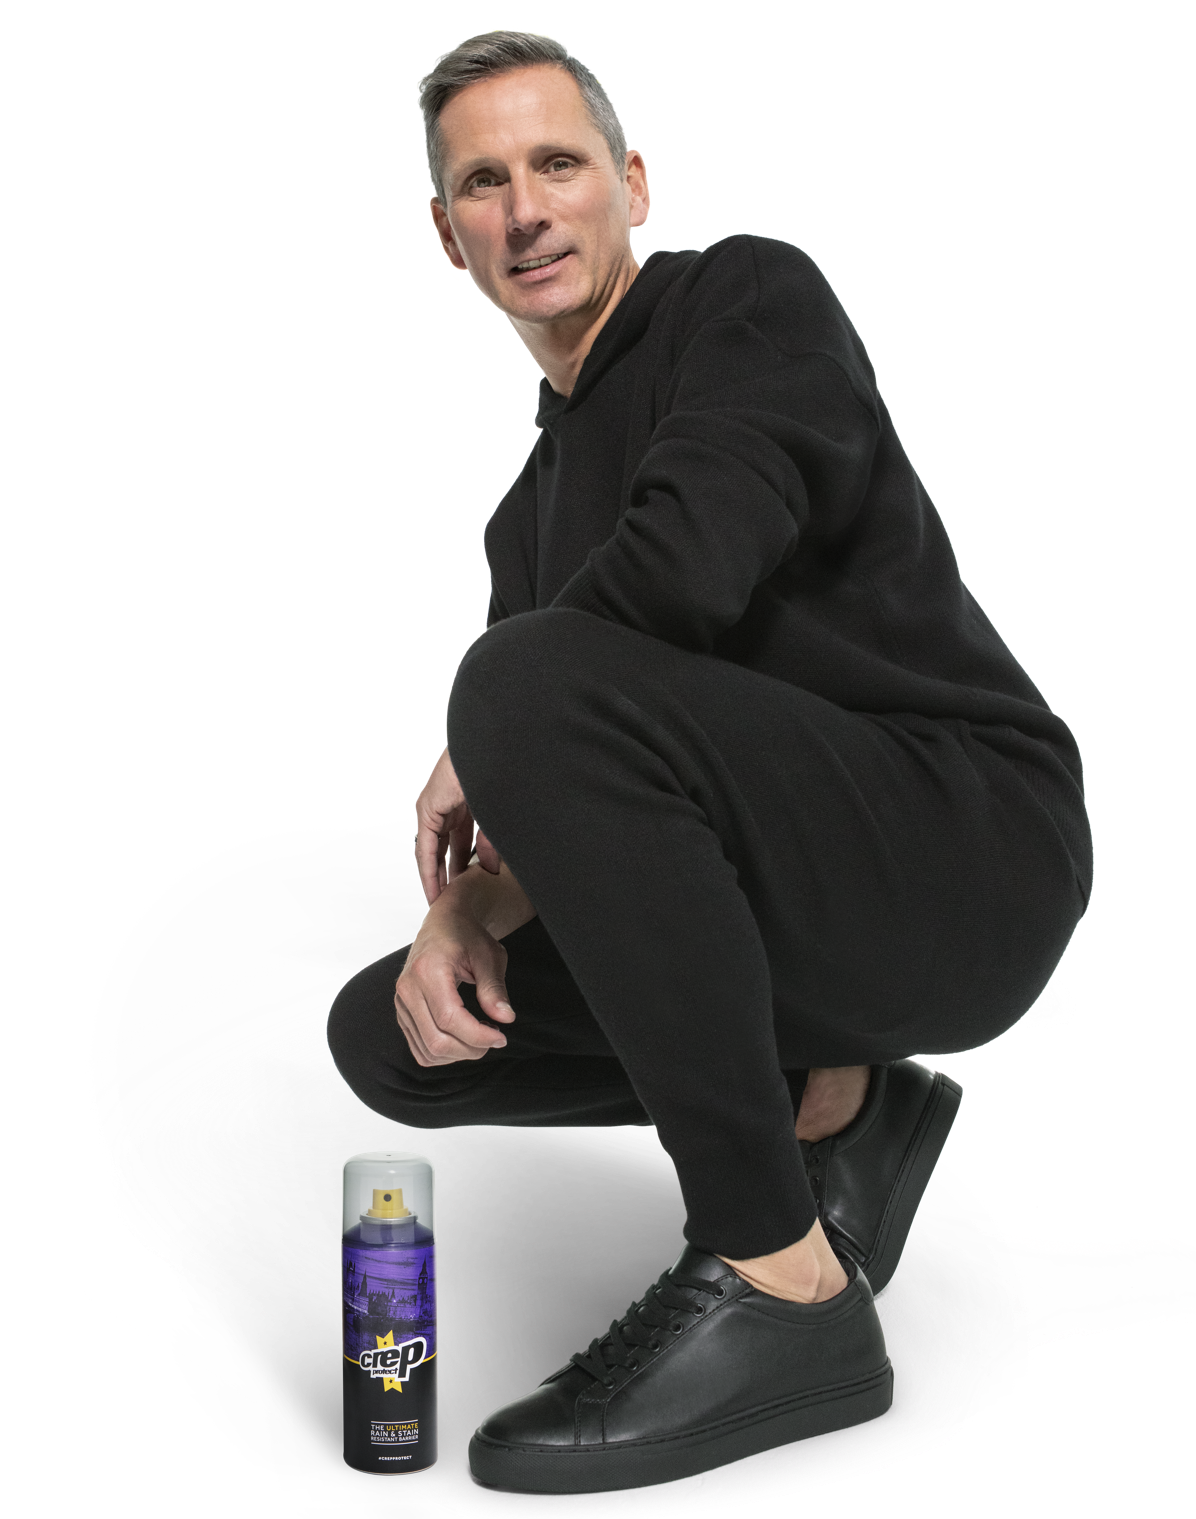 crep
protect
THE ULTIMATE
RAIN & STAIN
RESISTANT BARRIER
#CREPPROTECT